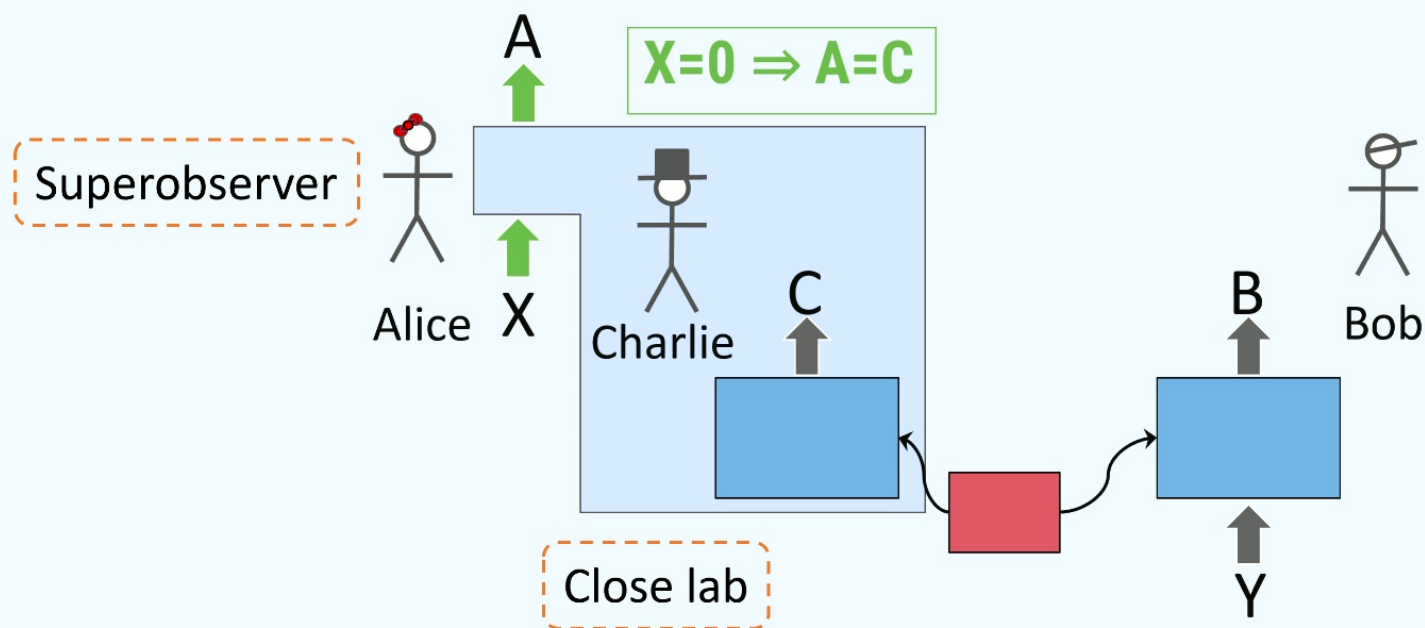 A
X=0 ⇒ A=C
Superobserver
Alice
X
Charlie
C
B
Bob
Close lab
Y